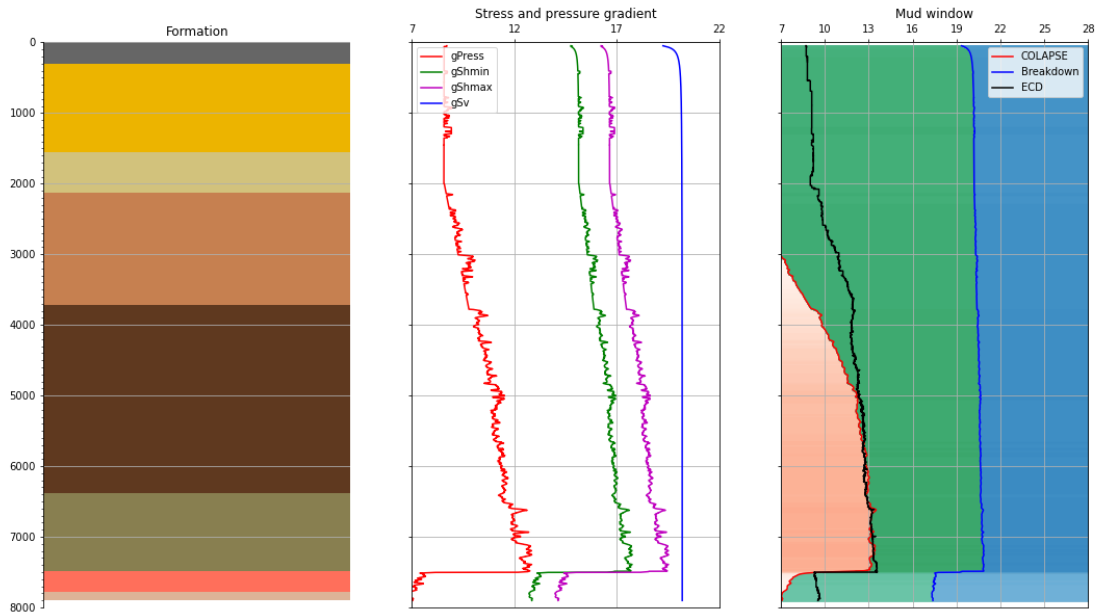 Formation
Stress and pressure gradient
Mud window
7 12 17 22
7 10 13 16 19 22 25 28
gPress
gShmin
gShmax
gSv
COLAPSE
Breakdown
ECD
0
1000
2000
3000
4000
5000
6000
7000
8000